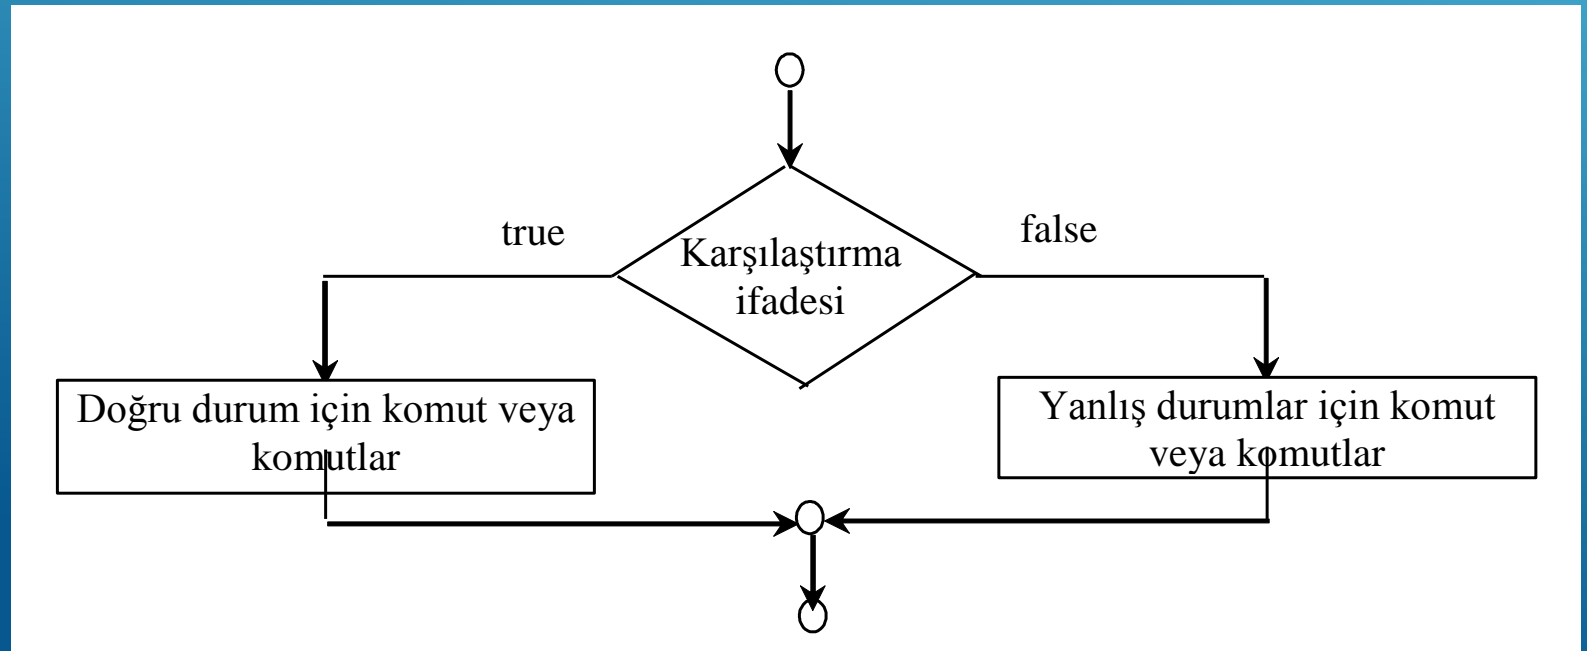 true
false
Karşılaştırma
ifadesi
Doğru durum için komut veya
komutlar
Yanlış durumlar için komut
veya komutlar